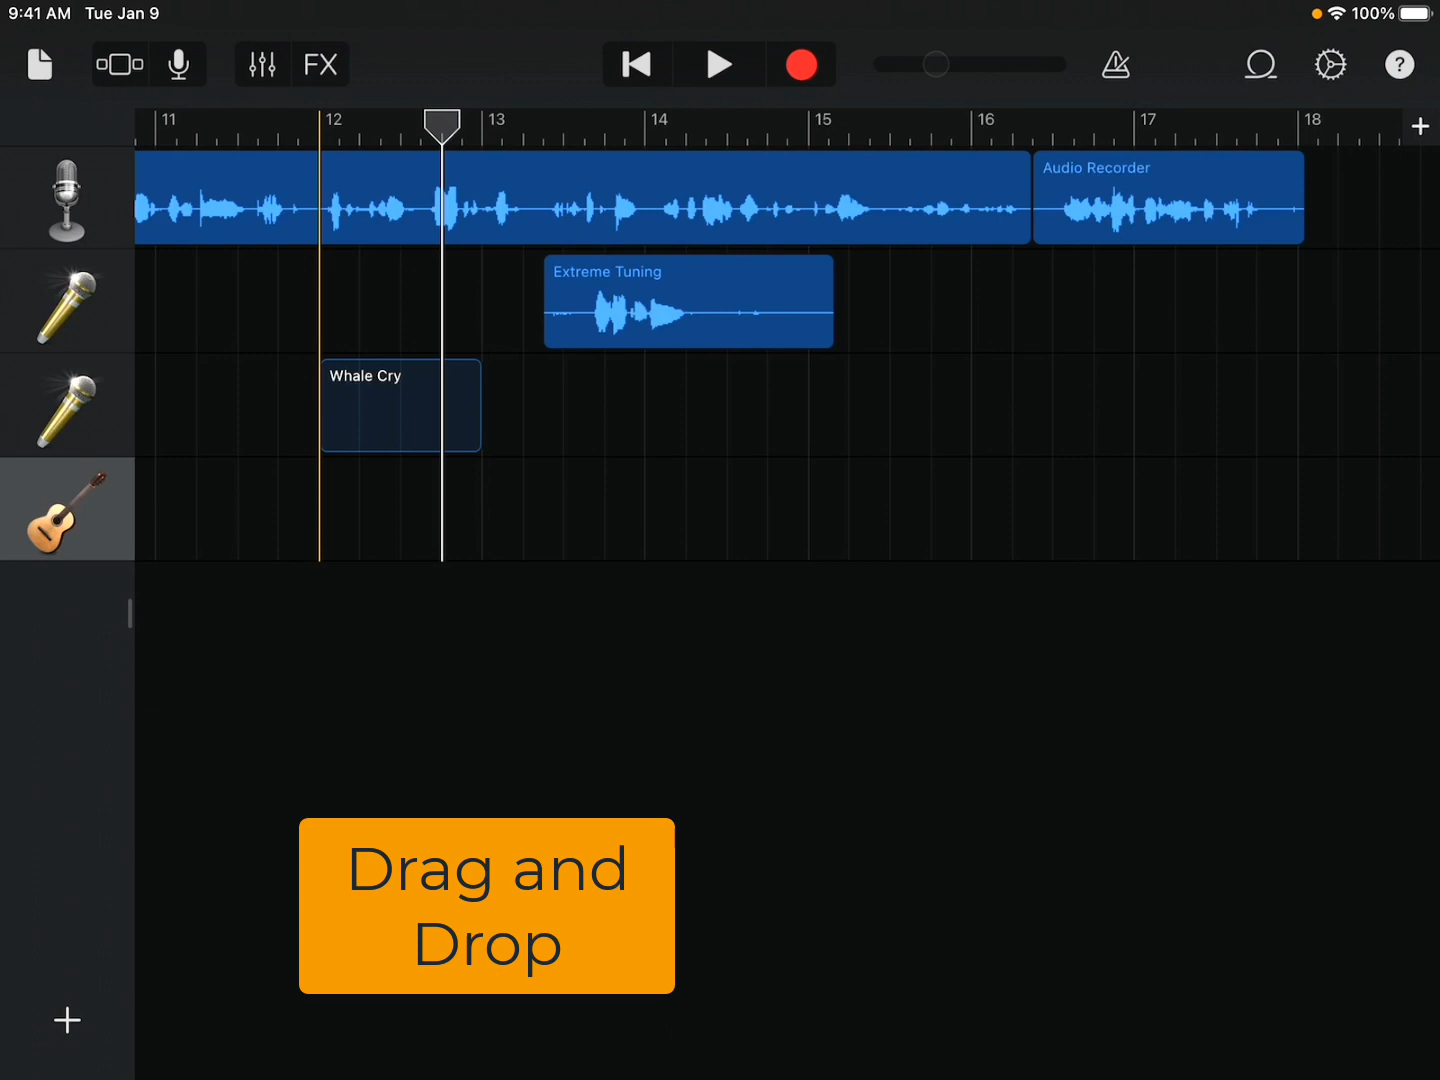 9:41 AM Tue Jan 9
100%
FX
?
11 12 13 14 15 16 17 18
Audio Recorder
Extreme Tuning
Whale Cry
Drag and
Drop